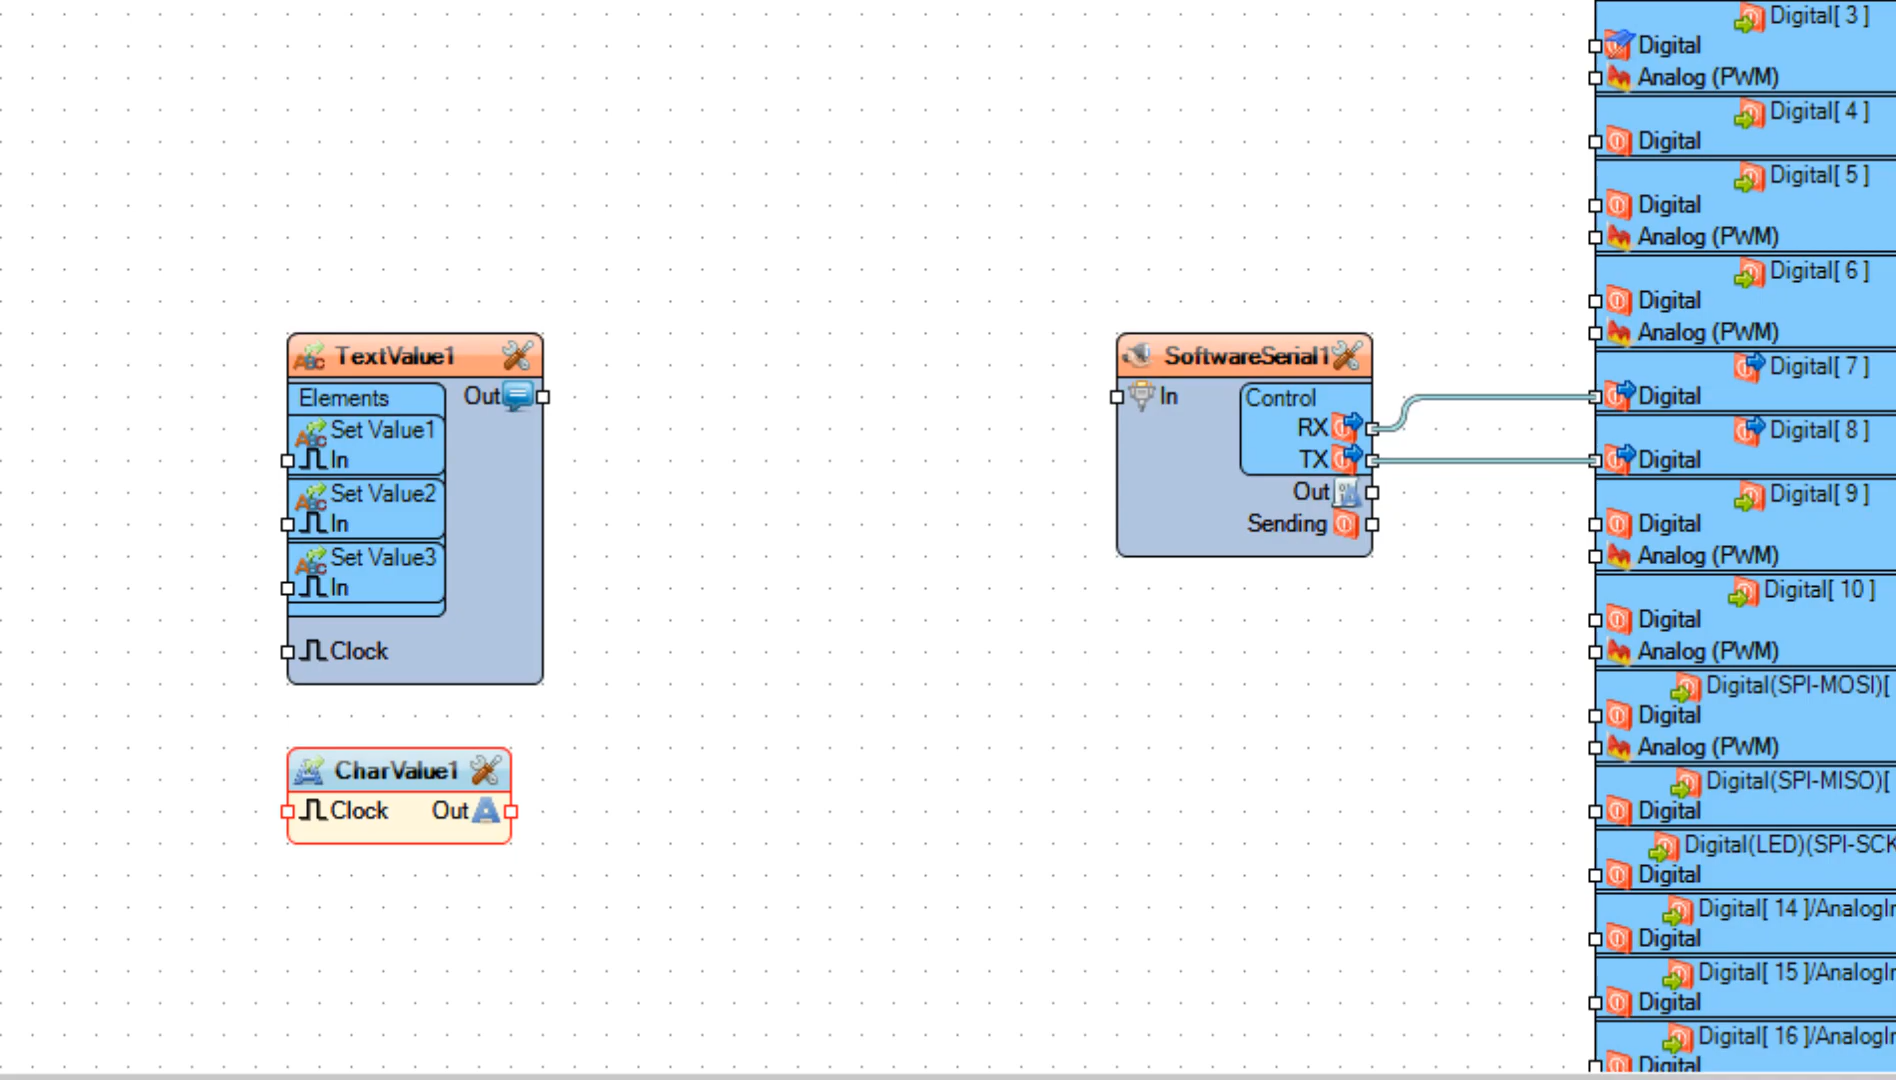 TextValue1
Elements
Out
Set Value1
In
Set Value2
In
Set Value3
In
Clock
CharValue1
Clock
Out
SoftwareSerial1
In
Control
RX
TX
Out
Sending
Digital[ 3 ]
Digital
Analog (PWM)
Digital[ 4 ]
Digital
Digital[ 5 ]
Digital
Analog (PWM)
Digital[ 6 ]
Digital
Analog (PWM)
Digital[ 7 ]
Digital
Digital[ 8 ]
Digital
Digital[ 9 ]
Digital
Analog (PWM)
Digital[ 10 ]
Digital
Analog (PWM)
Digital(SPI-MOSI)[
Digital
Analog (PWM)
Digital(SPI-MISO)[
Digital
Digital(LED)(SPI-SCK
Digital
Digital[ 14 ]/AnalogIn
Digital
Digital[ 15 ]/AnalogIn
Digital
Digital[ 16 ]/AnalogIn
Digital